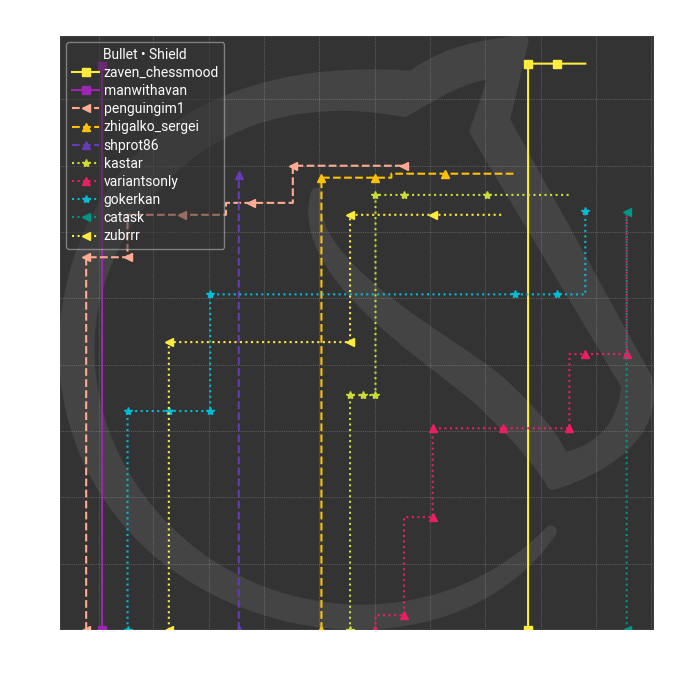 Bullet • Shield
zaven_chessmood
manwithavan
penguingim1
zhigalko_sergei
shprot86
kastar
variantsonly
gokerkan
catask
zubrrr